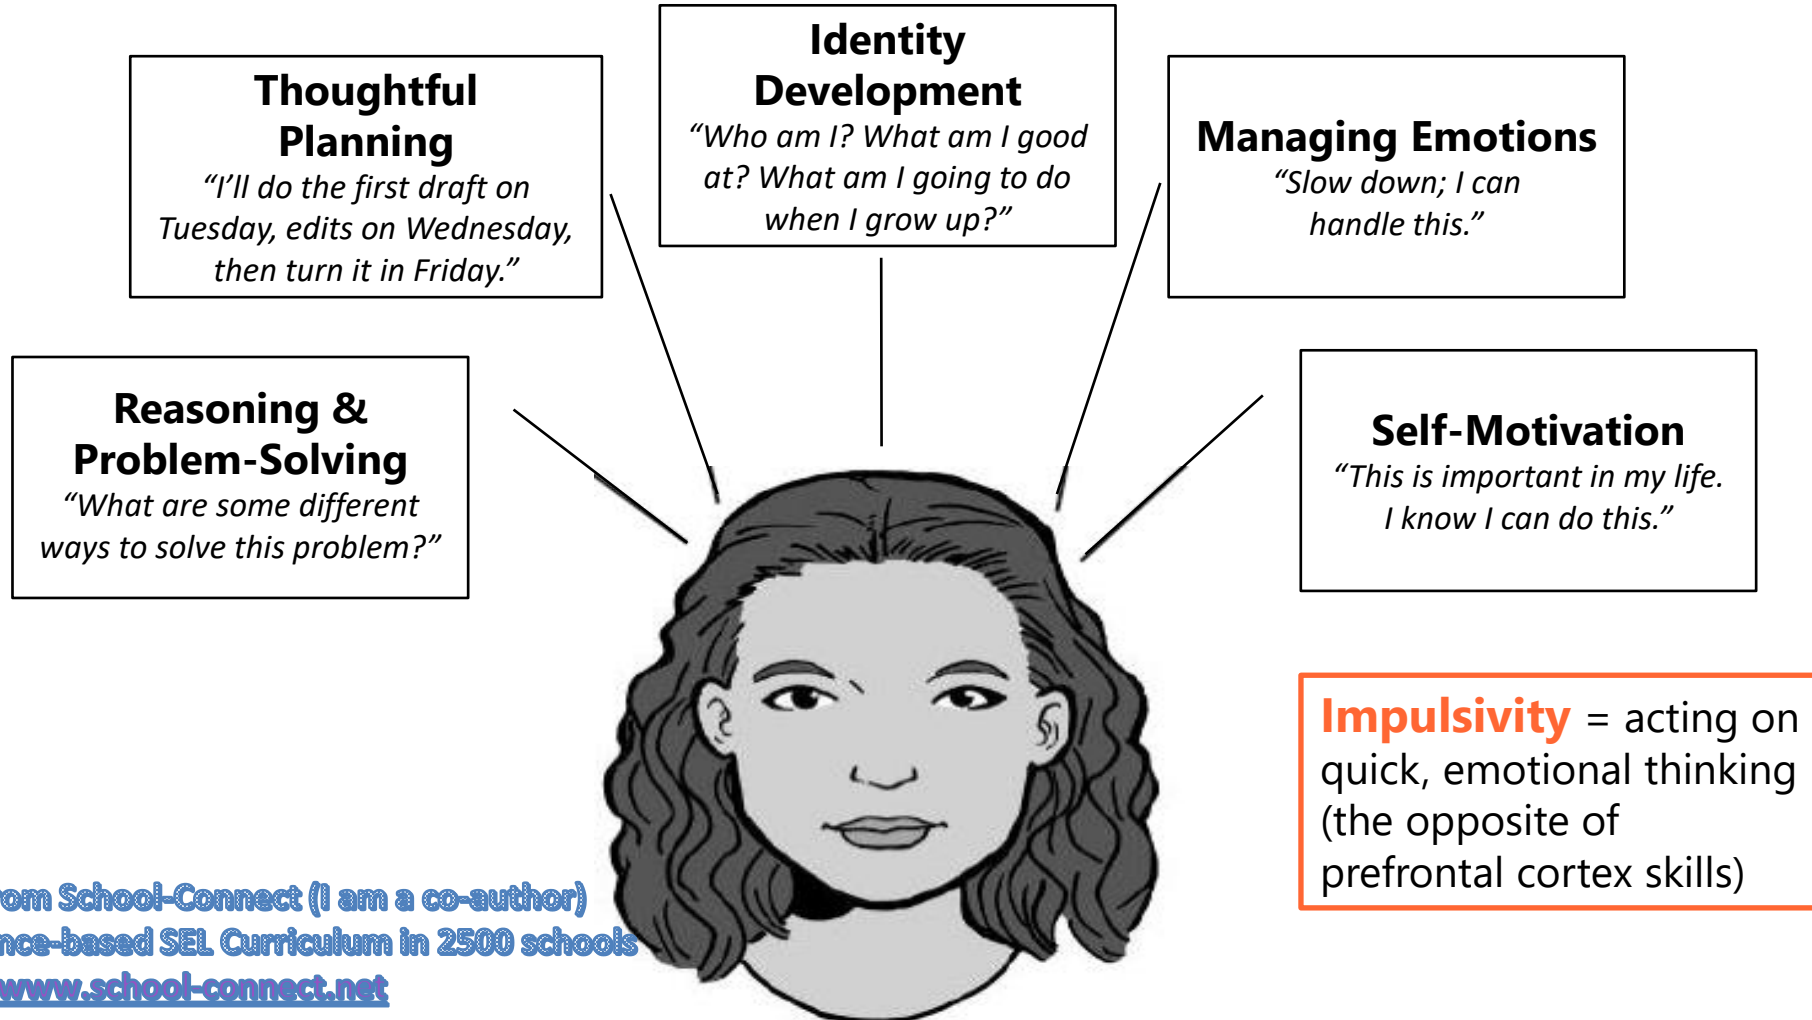 Identity
Development
“Who am I? What am I good
at? What am I going to do
when I grow up?”
Thoughtful
Planning
“I’ll do the first draft on
Tuesday, edits on Wednesday,
then turn it in Friday.”
Managing Emotions
“Slow down; I can
handle this.”
Reasoning &
Problem-Solving
“What are some different
ways to solve this problem?”
Self-Motivation
“This is important in my life.
I know I can do this.”
Impulsivity = acting on
quick, emotional thinking
(the opposite of
prefrontal cortex skills)
School-Connect (I am a co-author)
SEL Curriculum in 2500 schools
www.school-connect.net